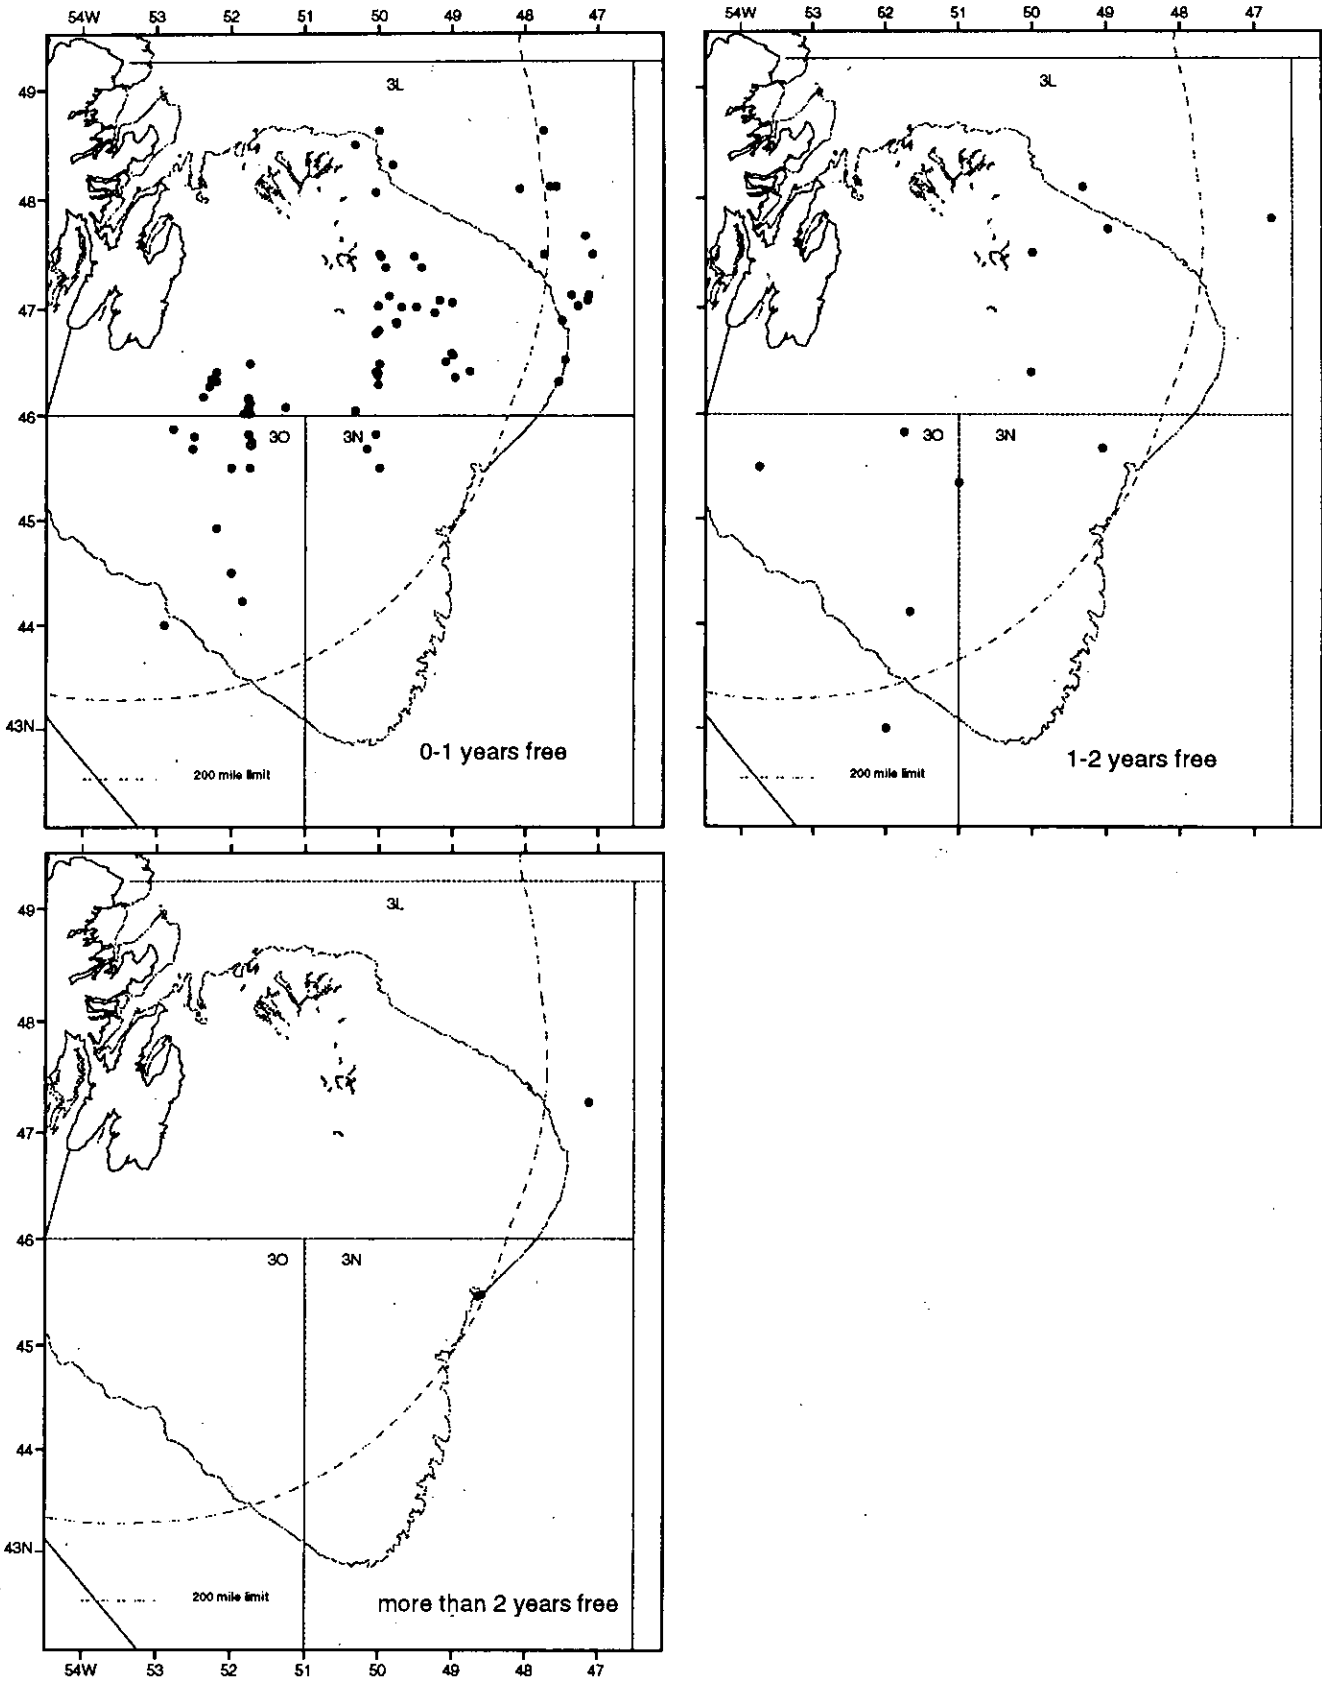 54W 53 52 51 50 49 48 47
54W 53 52 51 50 49 48 47
3L
3L
49
48
47
46
3O 3N
3O 3N
45
44
43N
0-1 years free
1-2 years free
200 mile limit
200 mile limit
49
3L
48
47
46
3O 3N
45
44
43N
200 mile limit
more than 2 years free
54W 53 52 51 50 49 48 47